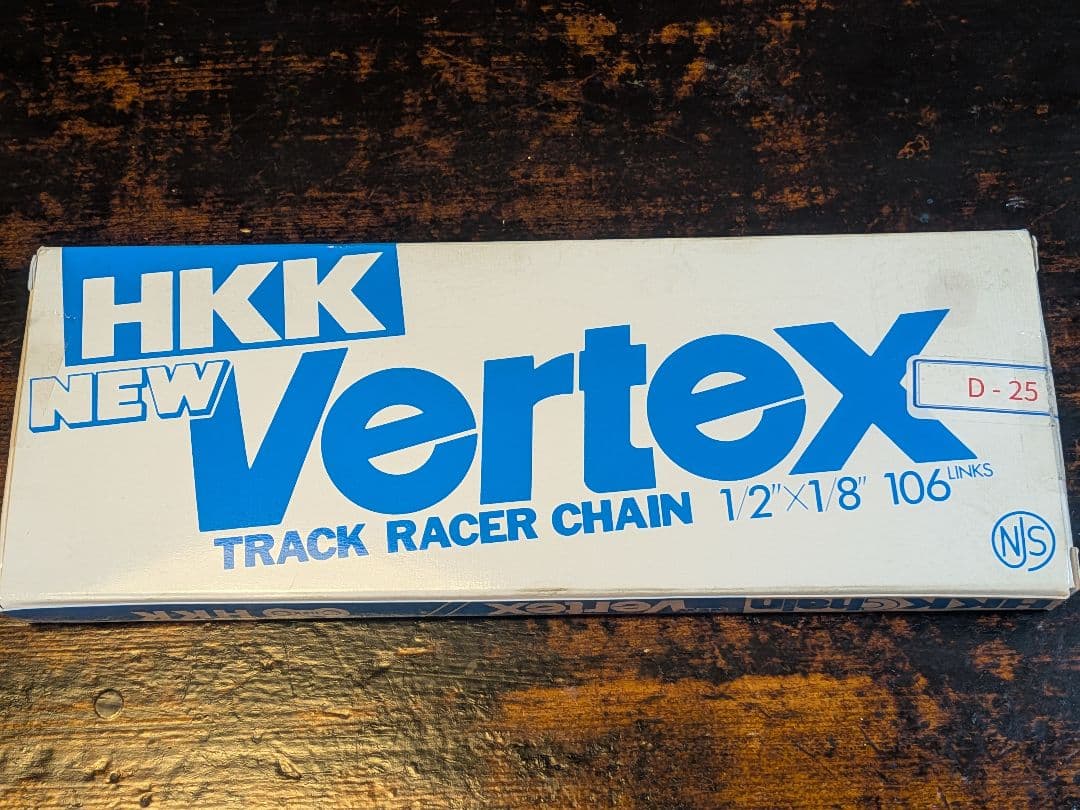 HKK
NEW Vertex
D - 25
TRACK RACER CHAIN 1/2"×1/8" 106 LINKS
NJS